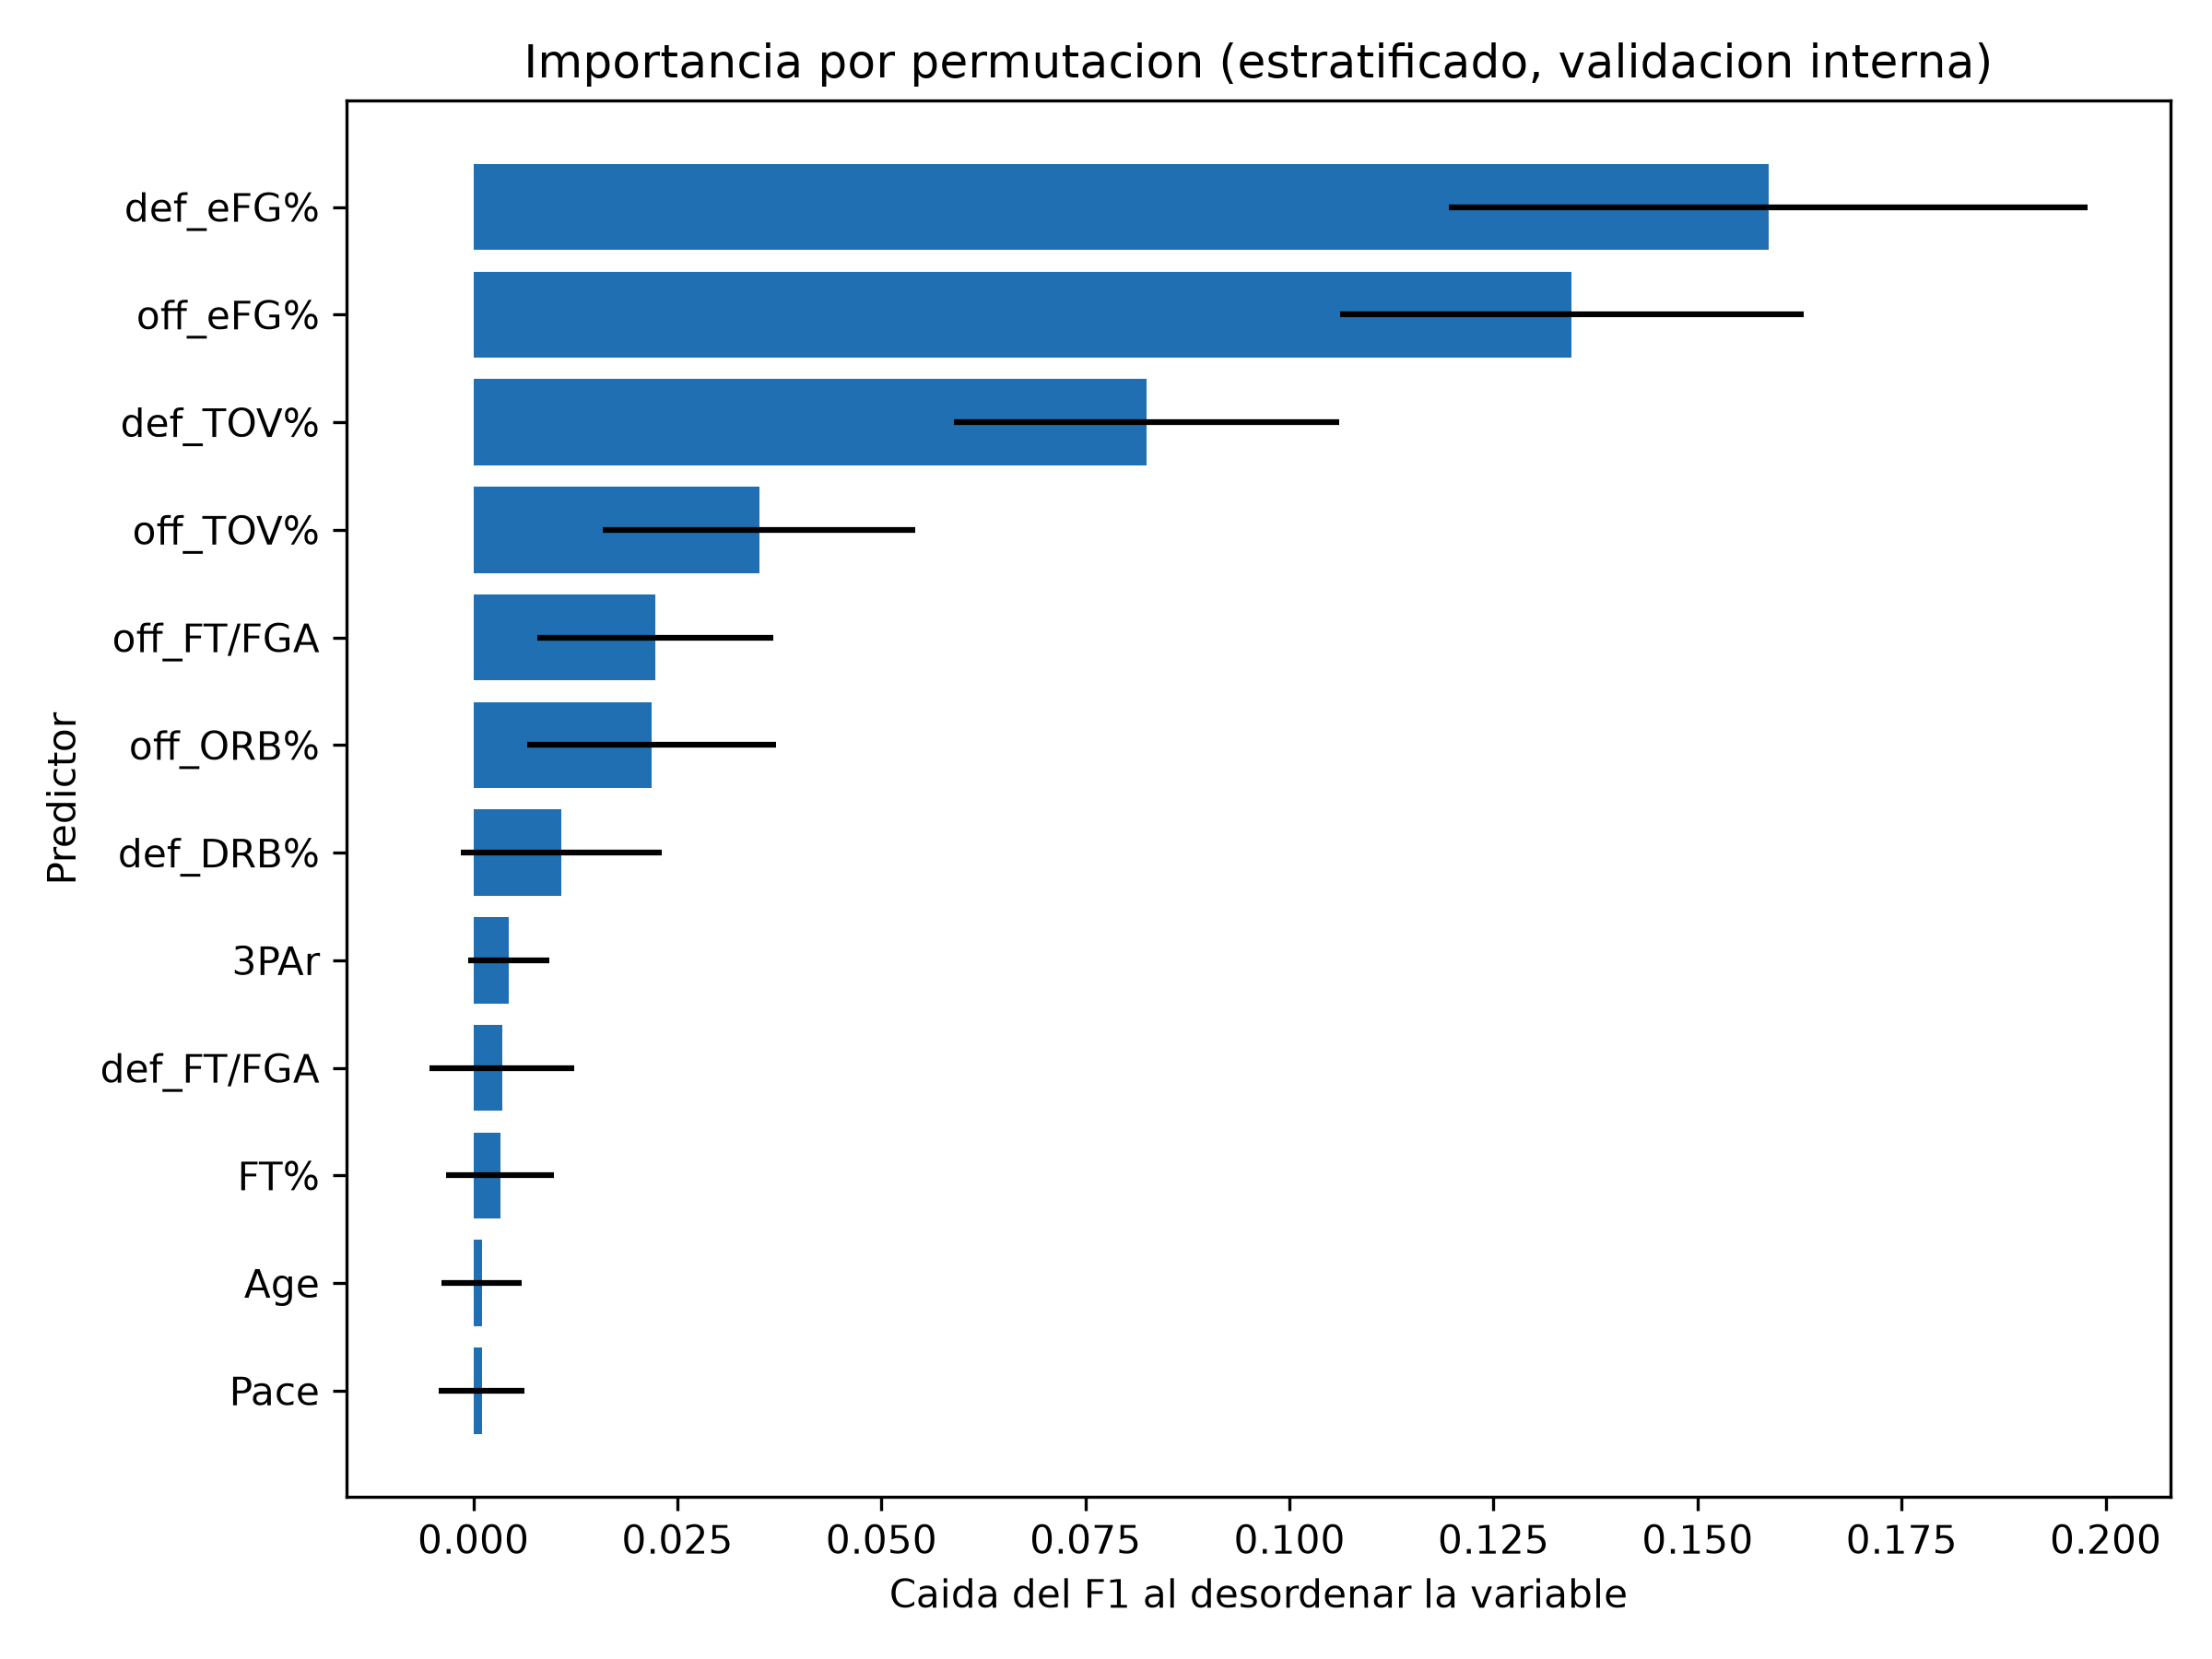 Importancia por permutacion (estratificado, validacion interna)
Predictor
def_eFG%
off_eFG%
def_TOV%
off_TOV%
off_FT/FGA
off_ORB%
def_DRB%
3PAr
def_FT/FGA
FT%
Age
Pace
0.000 0.025 0.050 0.075 0.100 0.125 0.150 0.175 0.200
Caida del F1 al desordenar la variable